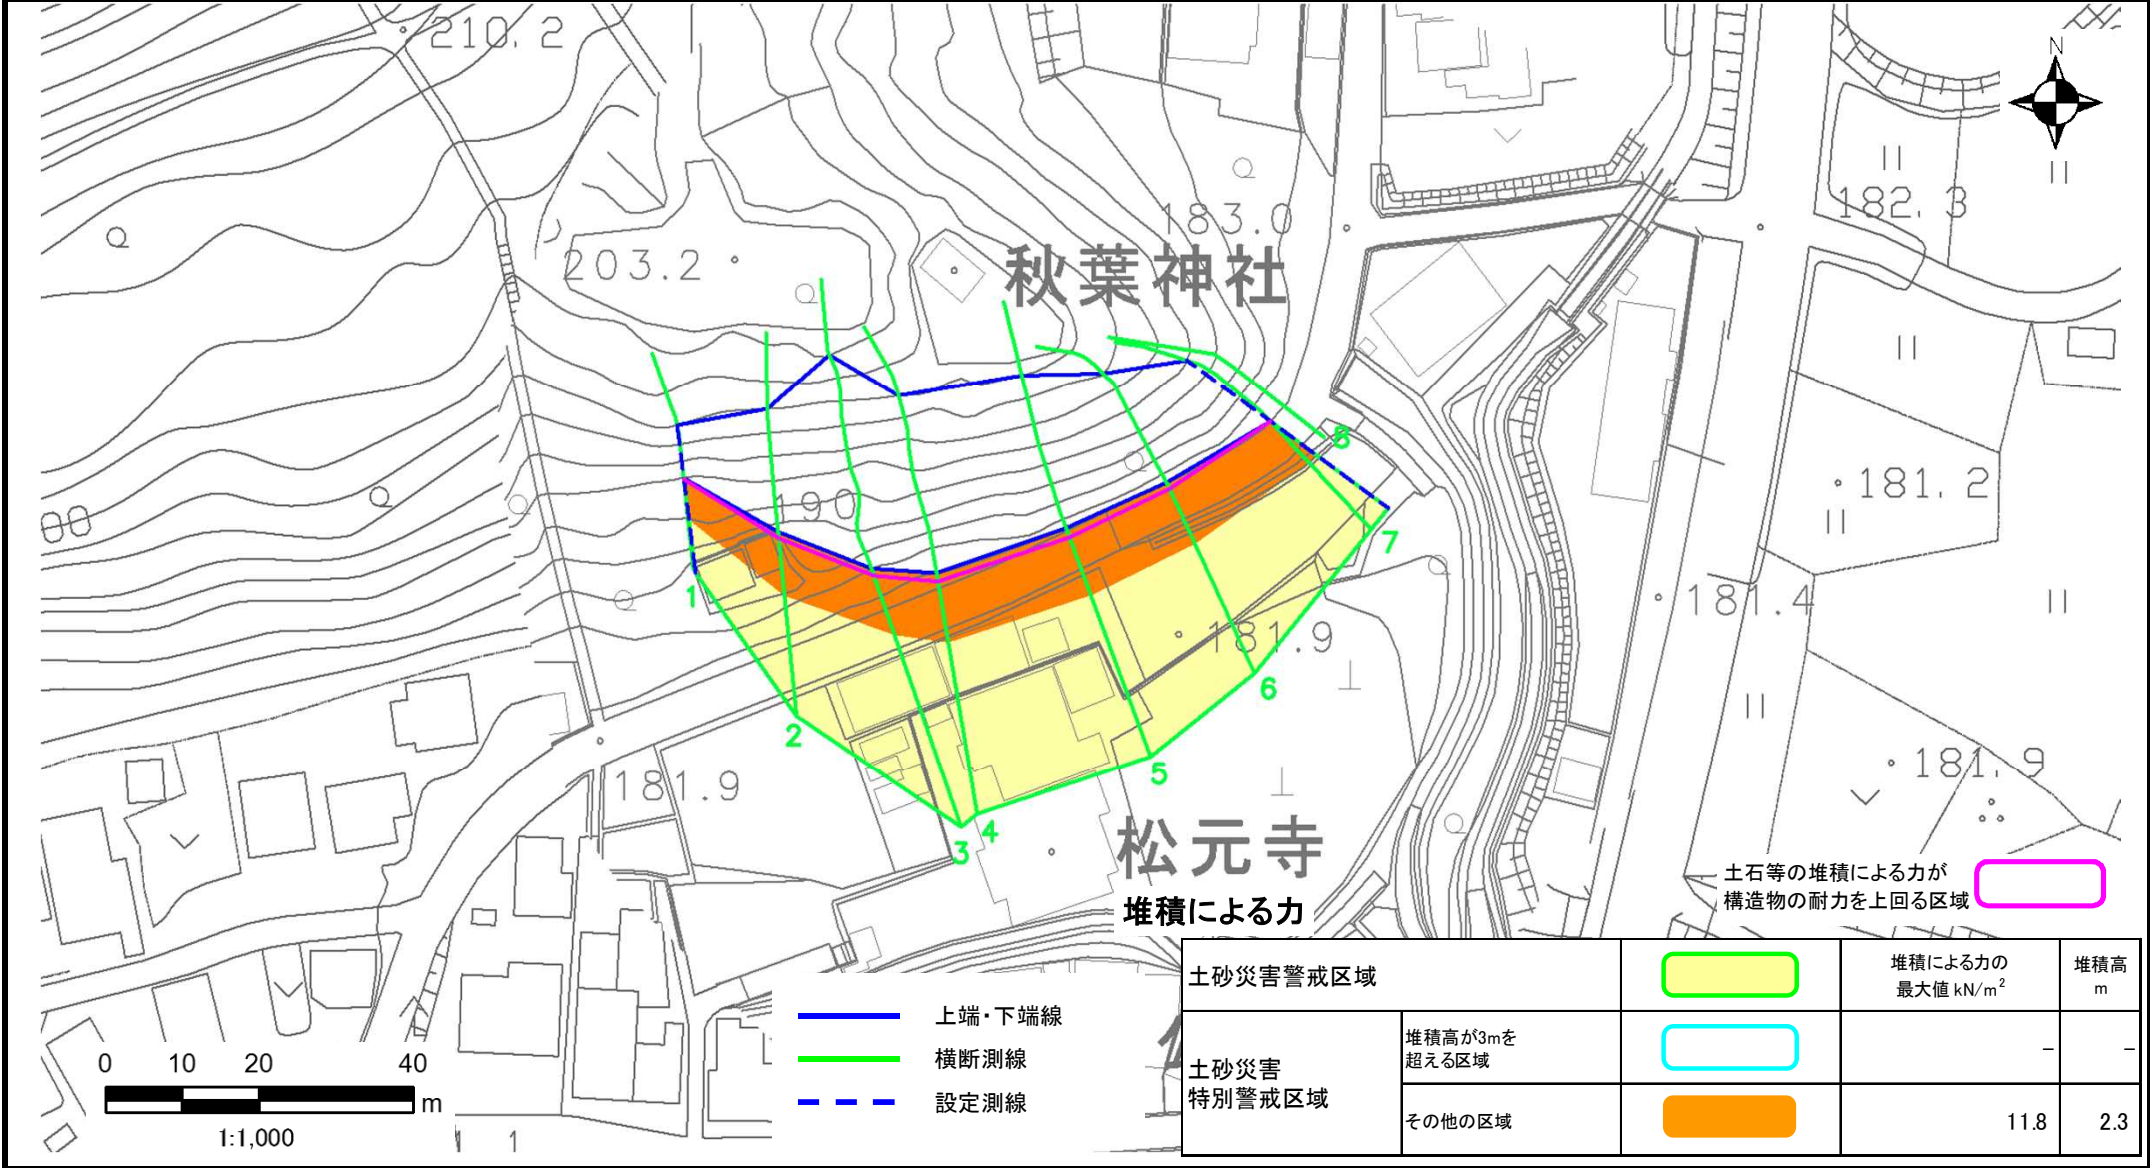 210.2
N
182.3
183.0
203.2
秋葉神社
8
190
181.2
00
7
1
181.4
181.9
6
2
5
181.9
181.9
4
3
松元寺
堆積による力
土石等の堆積による力が
構造物の耐力を上回る区域
土砂災害警戒区域
堆積による力の
最大値 kN/m²
堆積高
m
上端・下端線
横断測線
設定測線
土砂災害
特別警戒区域
堆積高が3mを
超える区域
－ －
その他の区域
11.8 2.3
0 10 20 40
m
1:1,000